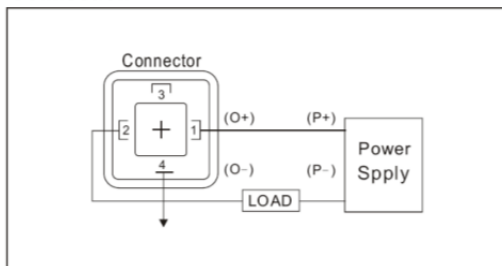 Connector
3
2 + 1
4
(O+) (P+)
(O−) (P−)
LOAD
Power
Spply